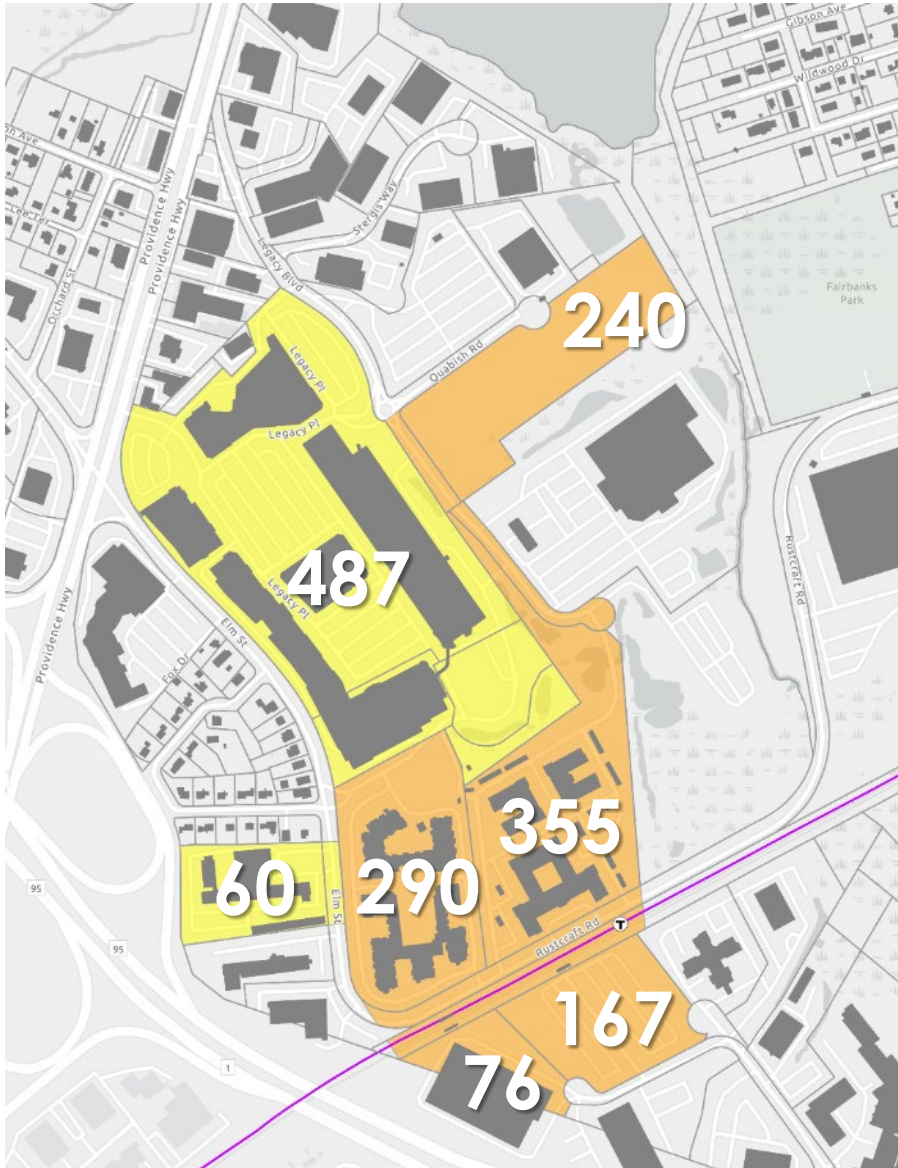 Gibson Ave
Wildwood Dr
Providence Hwy
Providence Hwy
Lee Ter
Orchard St
Stergis Way
Legacy Blvd
Fairbanks
Park
240
Quabish Rd
Legacy Pl
Legacy Pl
487
Legacy Pl
Rustcraft Rd
Providence Hwy
Elm St
Fox Dr
355
60
290
Elm St
95
95
Rustcraft Rd
T
167
76
1